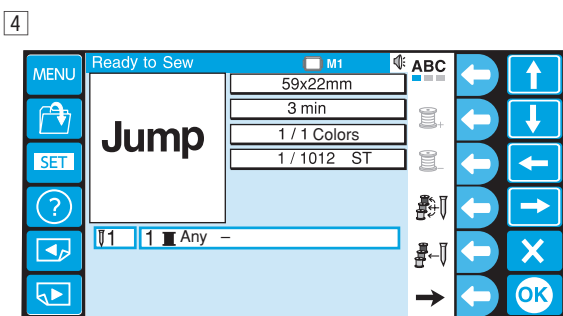 4
MENU
Ready to Sew
M1
ABC
59x22mm
3 min
Jump
1 / 1 Colors
SET
1 / 1012 ST
?
1
1 Any –
X
OK